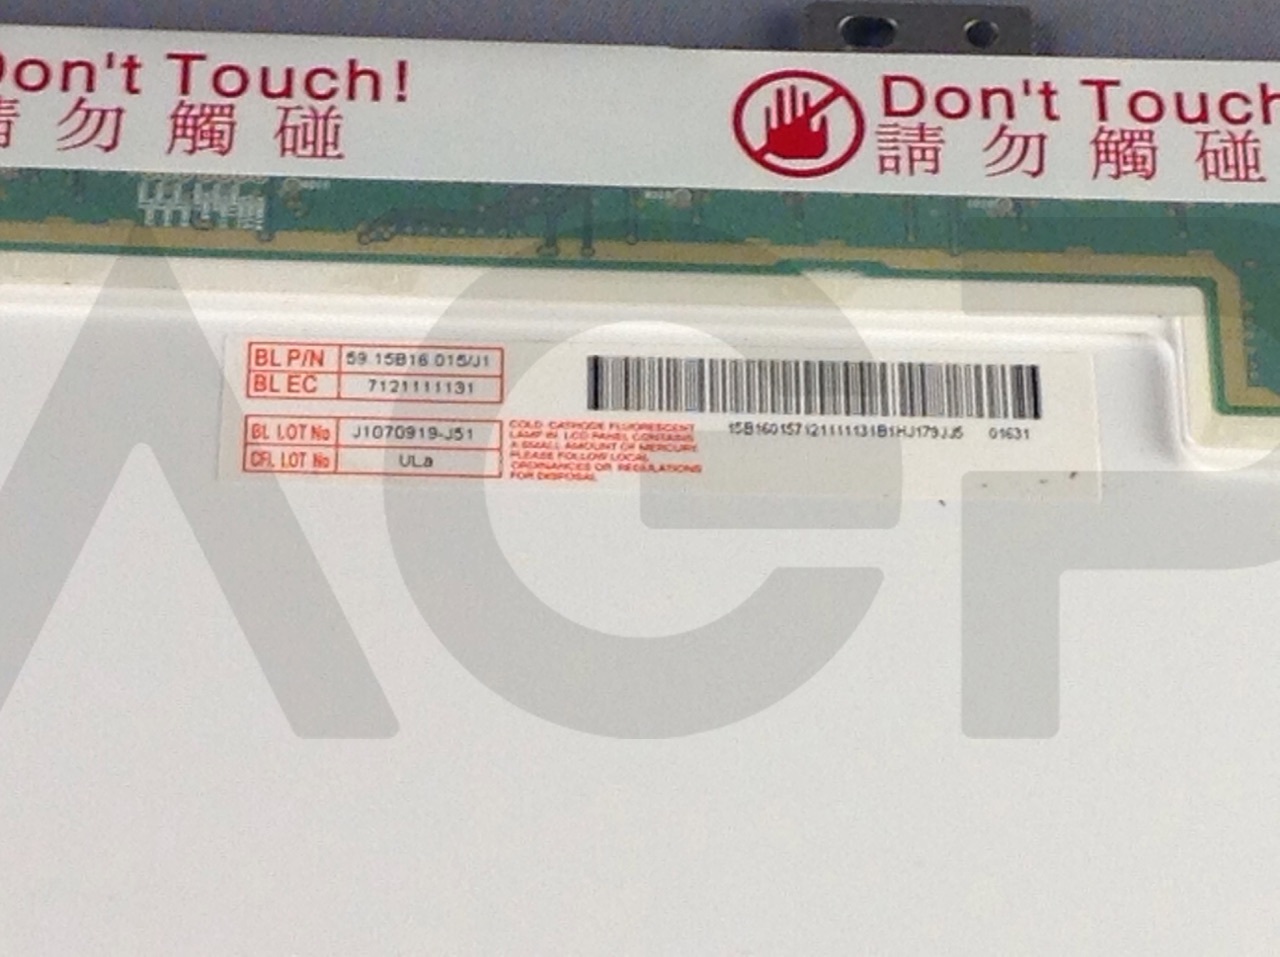 Don't Touch!
請勿觸碰
Don't Touch
請勿觸碰
BL P/N 59.15B16.015/J1
BL EC 7121111131
BL LOT No J1070919-J51
CFL LOT No ULa
COLD CATHODE FLUORESCENT
LAMP IN LCD PANEL CONTAINS
A SMALL AMOUNT OF MERCURY
PLEASE FOLLOW LOCAL
ORDINANCES OR REGULATIONS
FOR DISPOSAL
15B160157121111131B1HJ179JJ5 01631